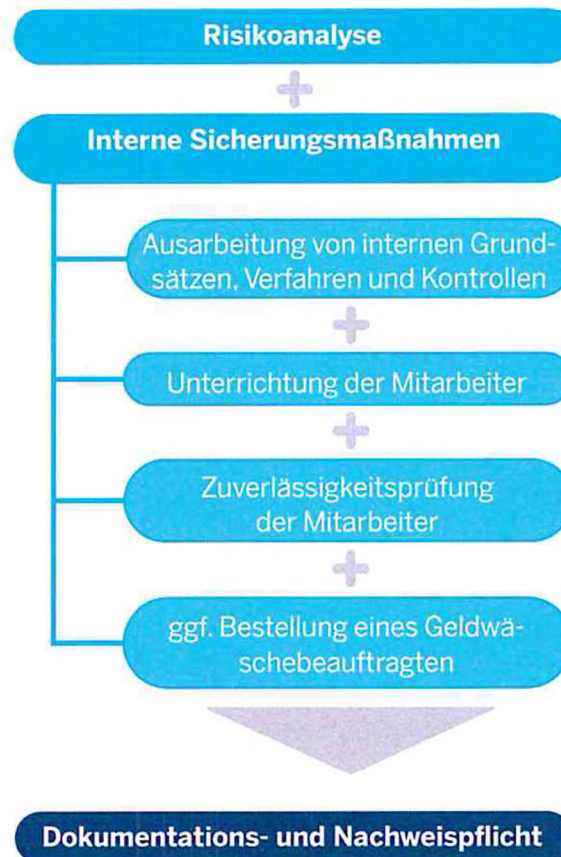 Risikoanalyse
Interne Sicherungsmaßnahmen
Ausarbeitung von internen Grund-
sätzen, Verfahren und Kontrollen
Unterrichtung der Mitarbeiter
Zuverlässigkeitsprüfung
der Mitarbeiter
ggf. Bestellung eines Geldwä-
schebeauftragten
Dokumentations- und Nachweispflicht